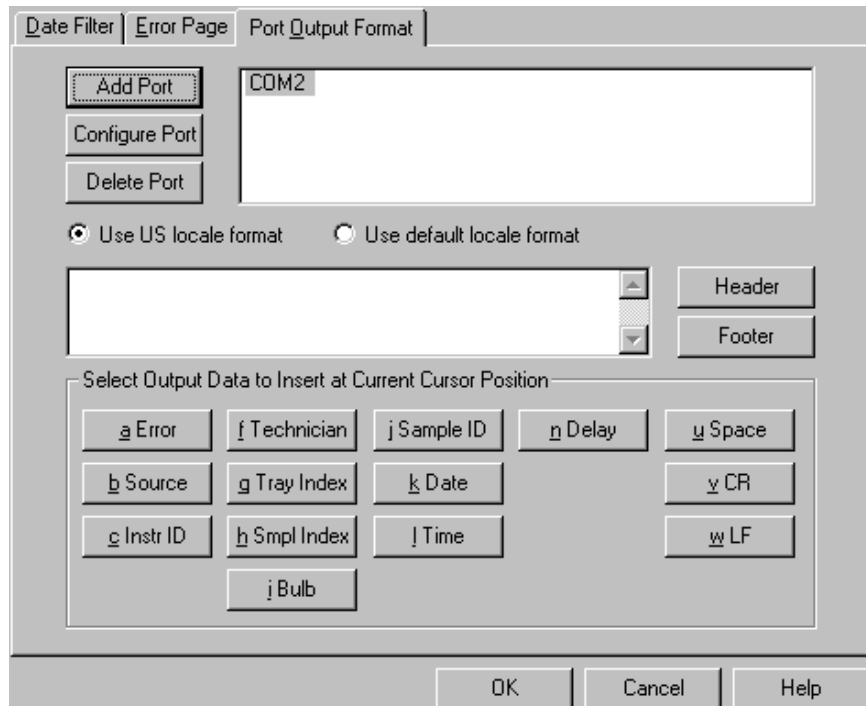 Date Filter Error Page Port Output Format
Add Port COM2
Configure Port
Delete Port
Use US locale format Use default locale format
Header
Footer
Select Output Data to Insert at Current Cursor Position
a Error f Technician j Sample ID n Delay u Space
b Source g Tray Index k Date v CR
c Instr ID h Smpl Index l Time w LF
i Bulb
OK Cancel Help